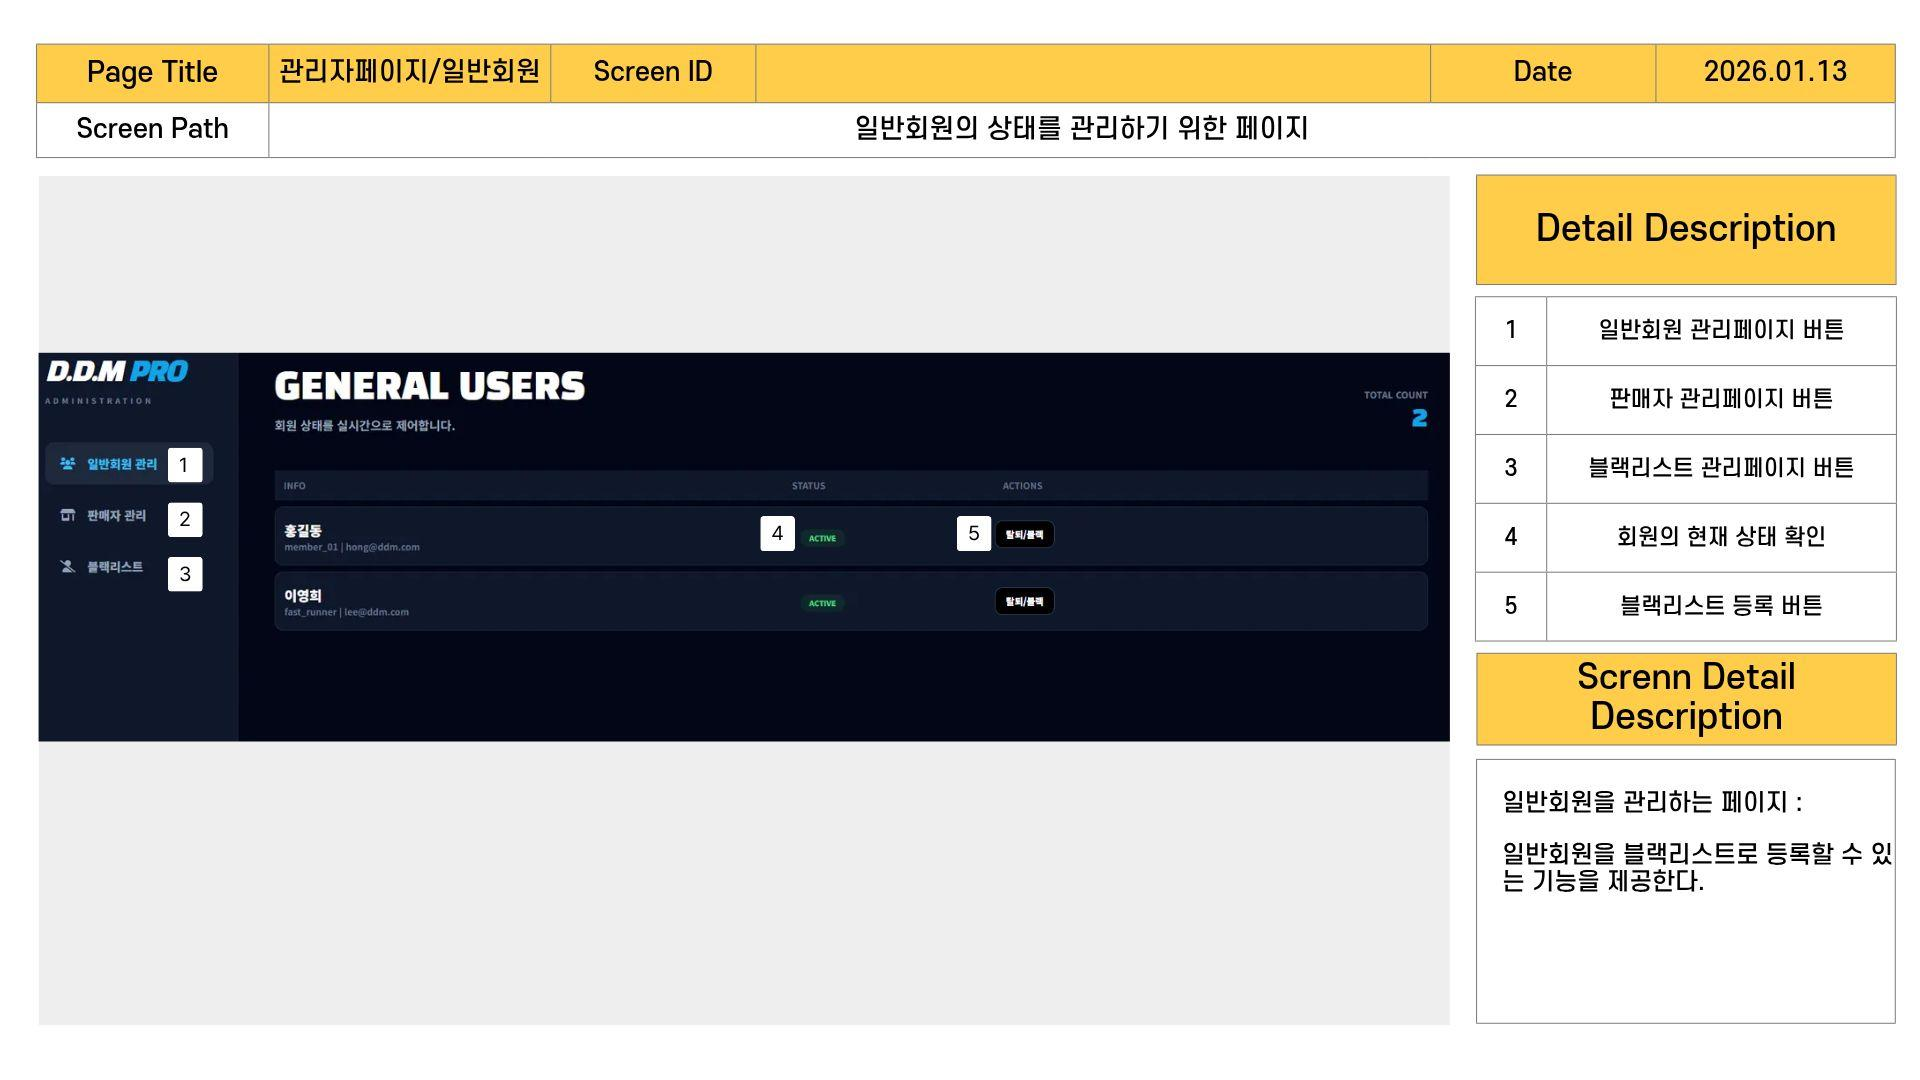 Page Title
관리자페이지/일반회원
Screen ID
Date
2026.01.13
Screen Path
일반회원의 상태를 관리하기 위한 페이지
D.D.M PRO
ADMINISTRATION
일반회원 관리
1
판매자 관리
2
블랙리스트
3
GENERAL USERS
회원 상태를 실시간으로 제어합니다.
TOTAL COUNT
2
INFO
STATUS
ACTIONS
홍길동
member_01 | hong@ddm.com
4
ACTIVE
5
탈퇴/블랙
이영희
fast_runner | lee@ddm.com
ACTIVE
탈퇴/블랙
Detail Description
1
일반회원 관리페이지 버튼
2
판매자 관리페이지 버튼
3
블랙리스트 관리페이지 버튼
4
회원의 현재 상태 확인
5
블랙리스트 등록 버튼
Screnn Detail
Description
일반회원을 관리하는 페이지 :
일반회원을 블랙리스트로 등록할 수 있
는 기능을 제공한다.